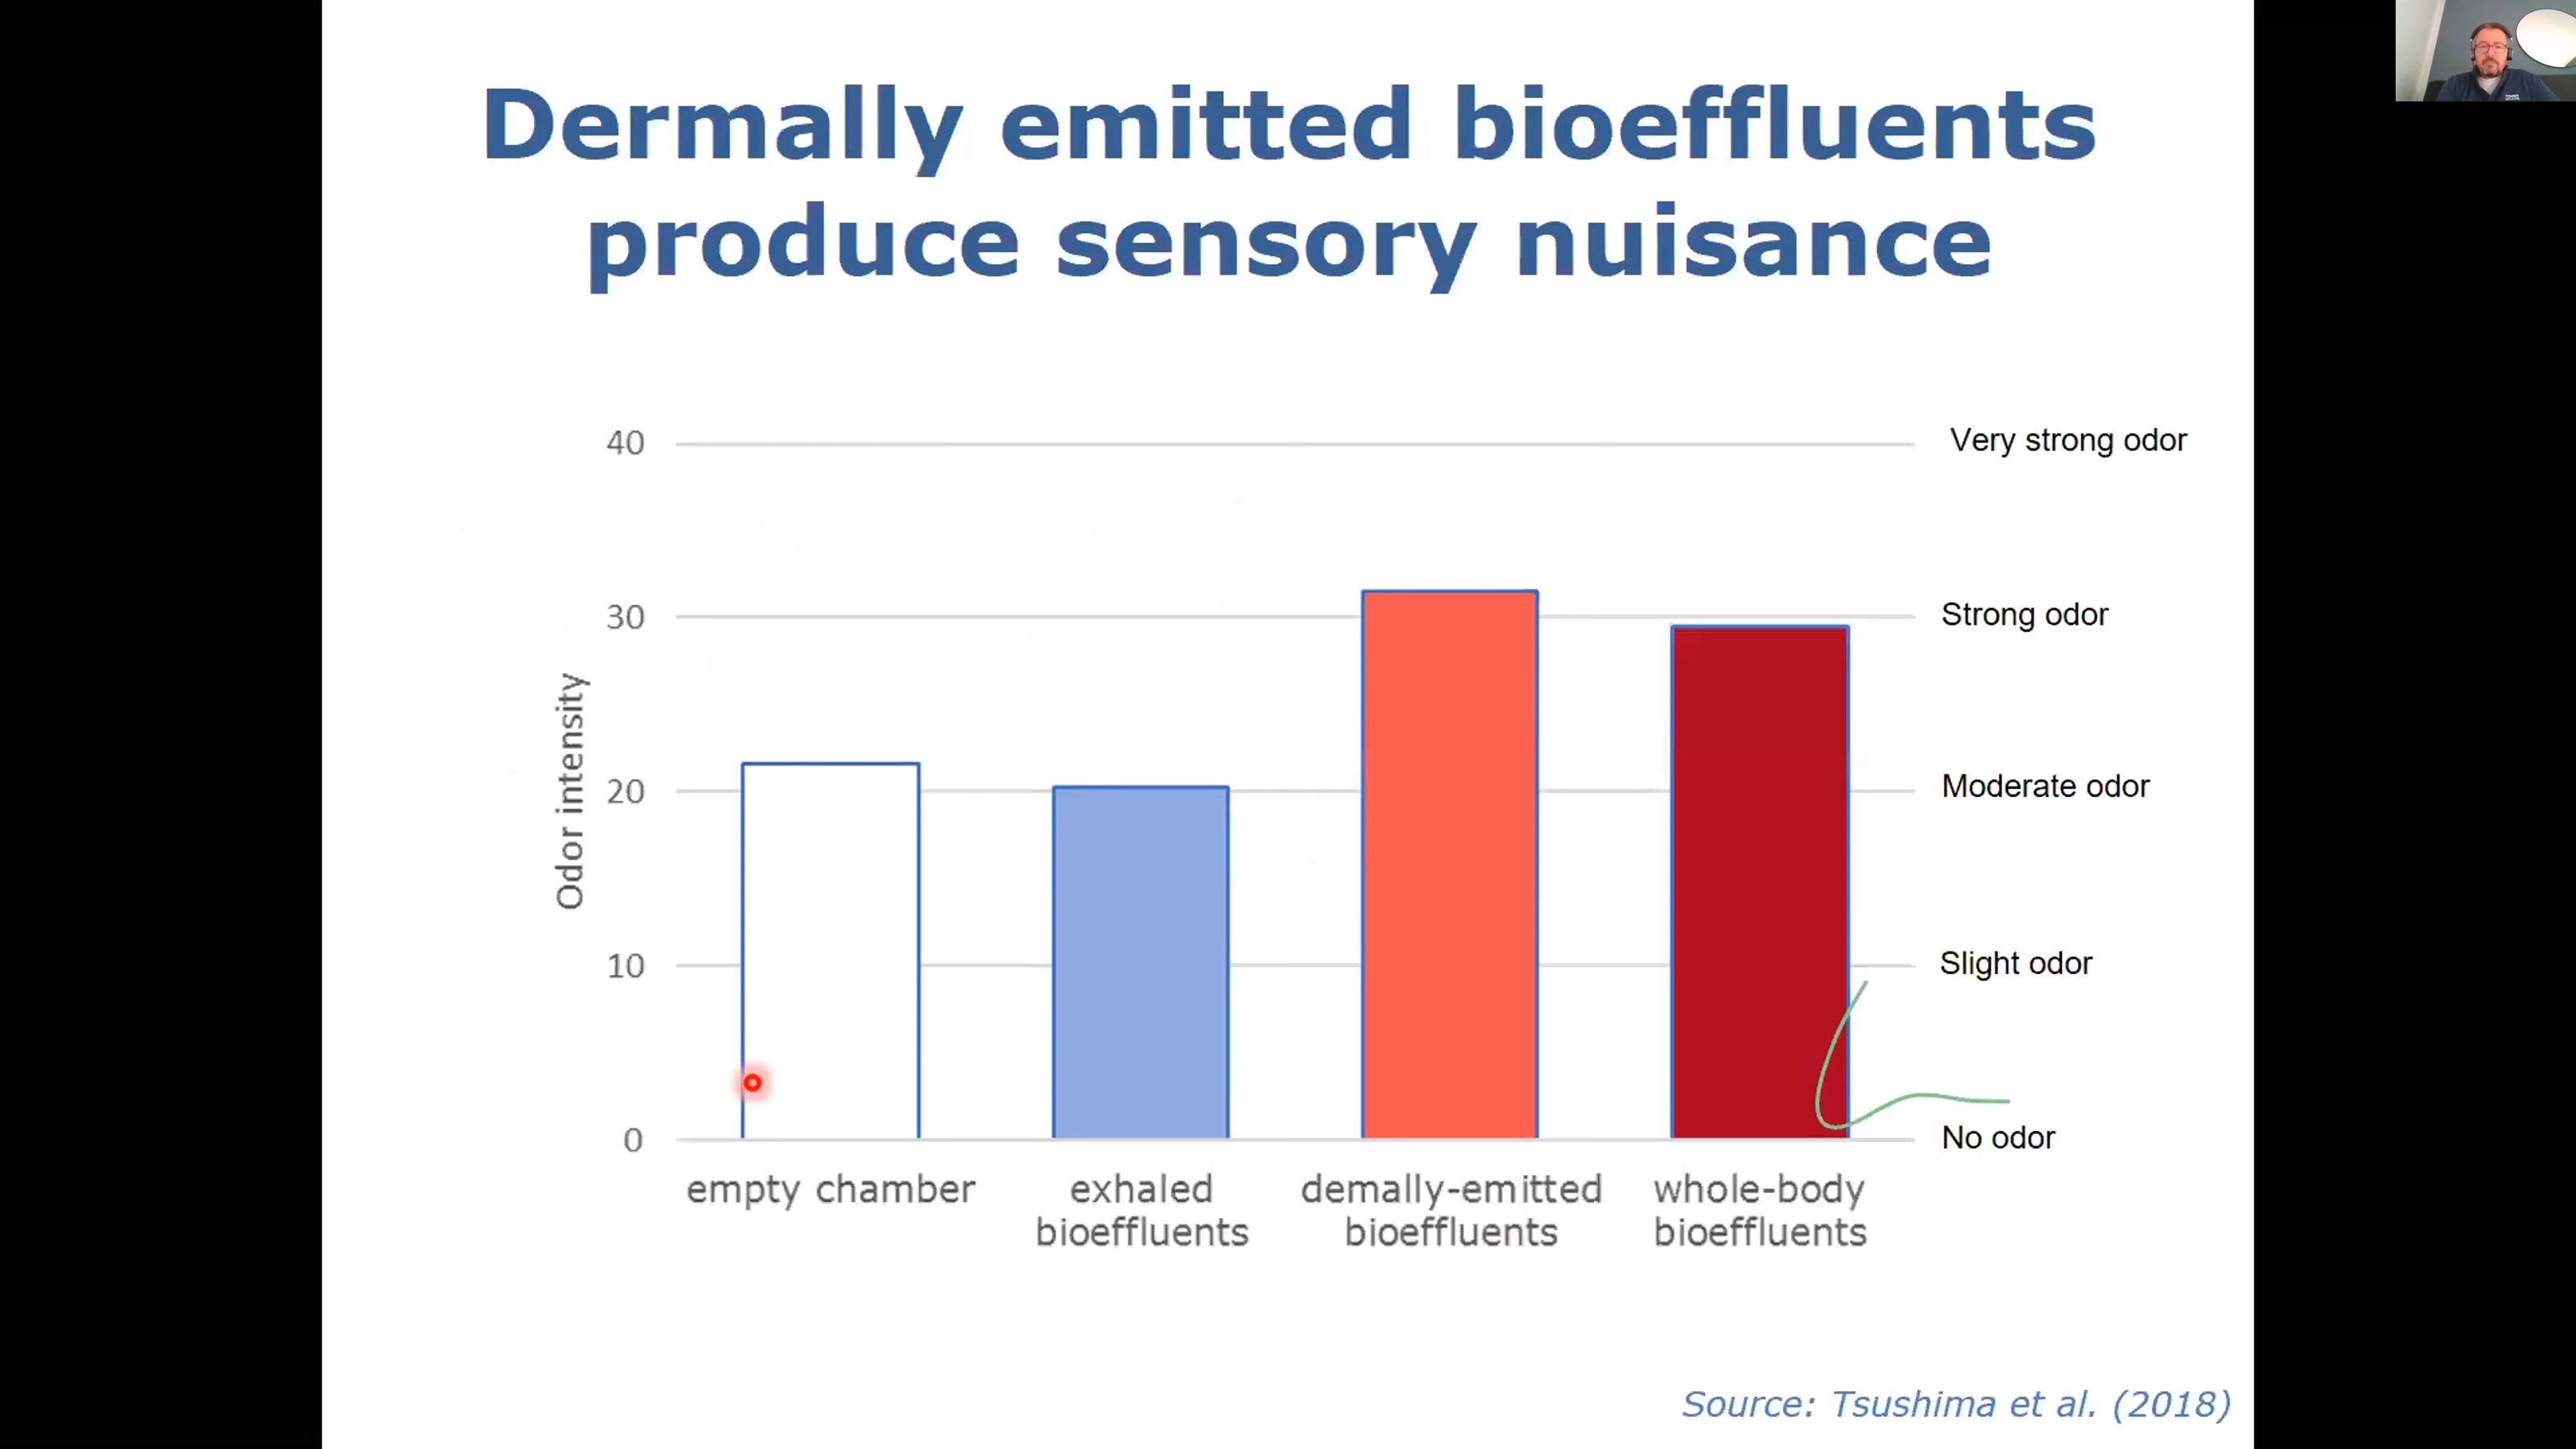 Dermally emitted bioeffluents
produce sensory nuisance
40
Very strong odor
30
Strong odor
Odor intensity
20
Moderate odor
10
Slight odor
0
No odor
empty chamber
exhaled
bioeffluents
demally-emitted
bioeffluents
whole-body
bioeffluents
Source: Tsushima et al. (2018)